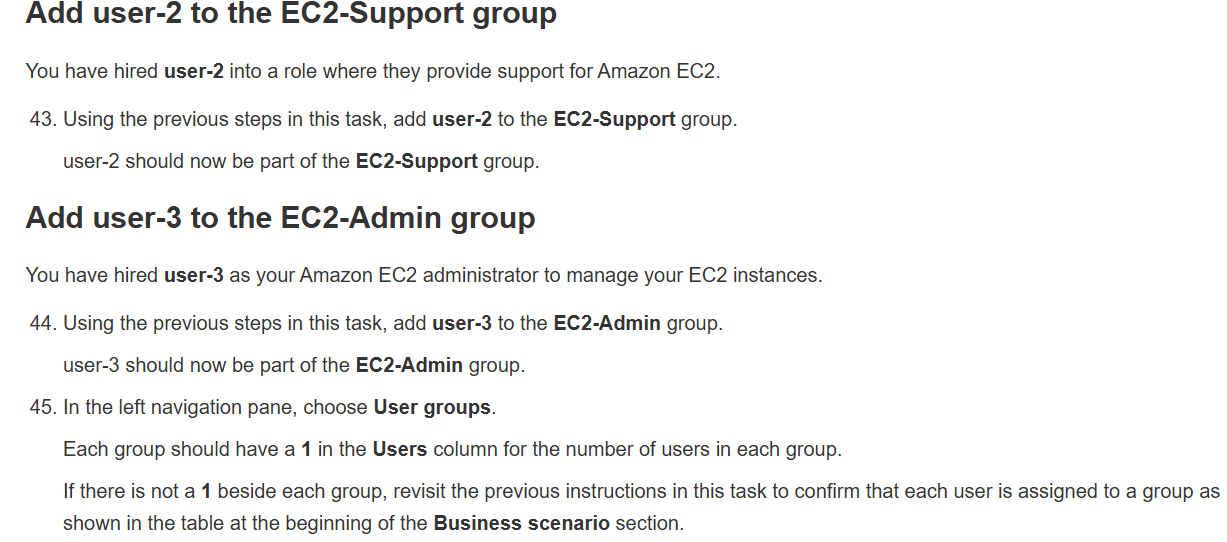 Add user-2 to the EC2-Support group
You have hired user-2 into a role where they provide support for Amazon EC2.
43. Using the previous steps in this task, add user-2 to the EC2-Support group.
user-2 should now be part of the EC2-Support group.
Add user-3 to the EC2-Admin group
You have hired user-3 as your Amazon EC2 administrator to manage your EC2 instances.
44. Using the previous steps in this task, add user-3 to the EC2-Admin group.
user-3 should now be part of the EC2-Admin group.
45. In the left navigation pane, choose User groups.
Each group should have a 1 in the Users column for the number of users in each group.
If there is not a 1 beside each group, revisit the previous instructions in this task to confirm that each user is assigned to a group as
shown in the table at the beginning of the Business scenario section.